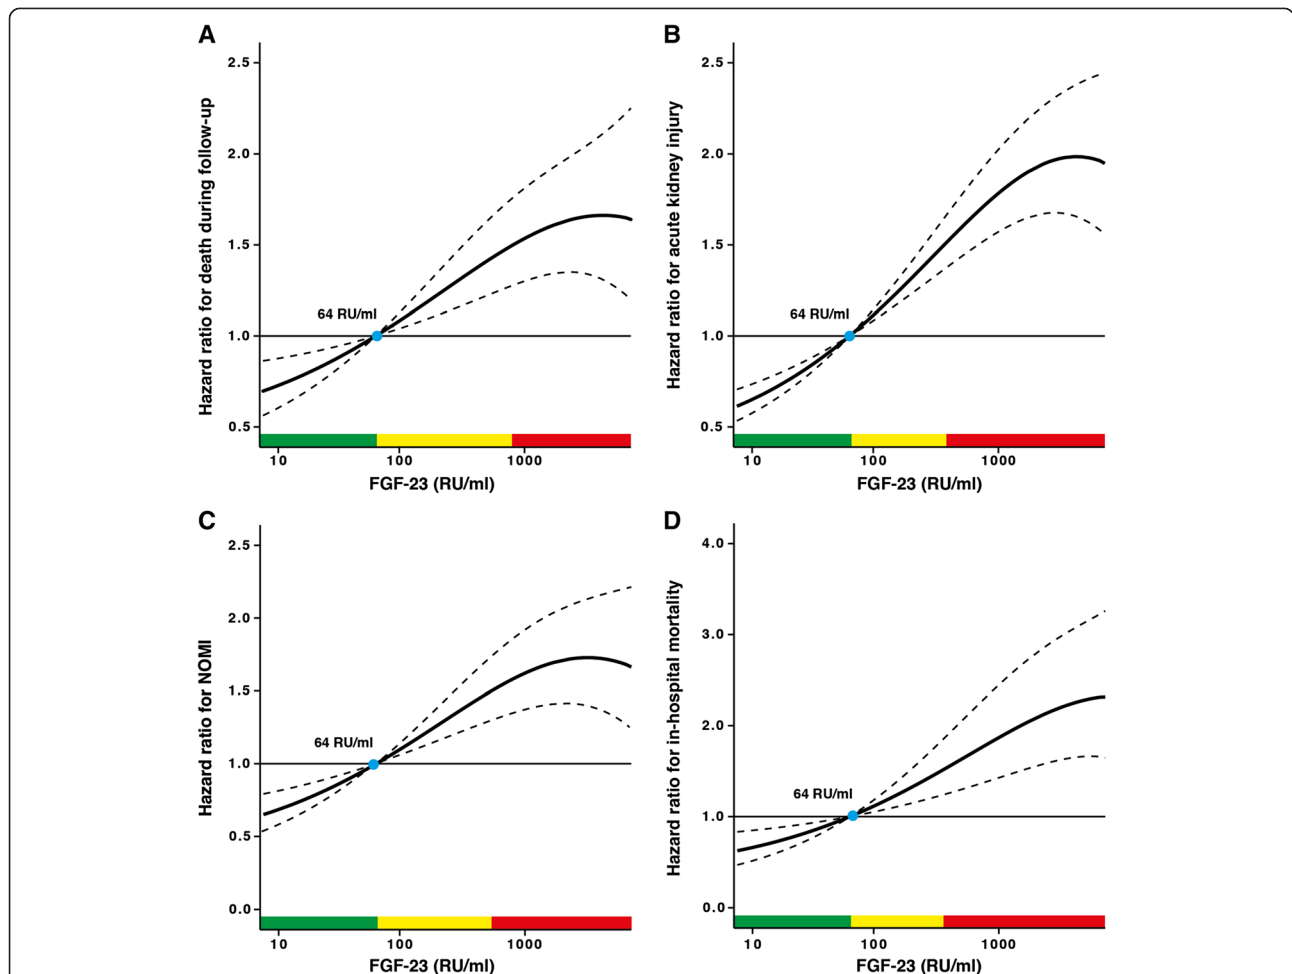 A
2.5
2.0
1.5
1.0
0.5
Hazard ratio for death during follow-up
64 RU/ml
10 100 1000
FGF-23 (RU/ml)
B
2.5
2.0
1.5
1.0
0.5
Hazard ratio for acute kidney injury
64 RU/ml
10 100 1000
FGF-23 (RU/ml)
C
2.5
2.0
1.5
1.0
0.5
0.0
Hazard ratio for NOMI
64 RU/ml
10 100 1000
FGF-23 (RU/ml)
D
4.0
3.0
2.0
1.0
0.0
Hazard ratio for in-hospital mortality
64 RU/ml
10 100 1000
FGF-23 (RU/ml)